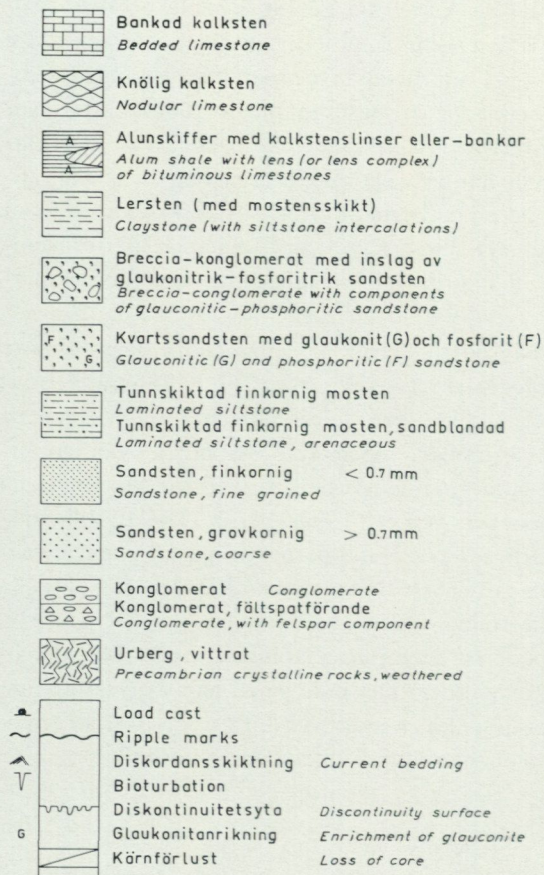 Bankad kalksten
Bedded limestone
Knölig kalksten
Nodular limestone
A
A
Alunskiffer med kalkstenslinser eller-bankar
Alum shale with lens (or lens complex)
of bituminous limestones
Lersten (med mostensskikt)
Claystone (with siltstone intercalations)
Breccia-konglomerat med inslag av
glaukonitrik-fosforitrik sandsten
Breccia-conglomerate with components
of glauconitic-phosphoritic sandstone
F
G
Kvartssandsten med glaukonit(G) och fosforit(F)
Glauconitic (G) and phosphoritic (F) sandstone
Tunnskiktad finkornig mosten
Laminated siltstone
Tunnskiktad finkornig mosten, sandblandad
Laminated siltstone, arenaceous
Sandsten, finkornig < 0.7 mm
Sandstone, fine grained
Sandsten, grovkornig > 0.7 mm
Sandstone, coarse
Konglomerat Conglomerate
Konglomerat, fältspatförande
Conglomerate, with felspar component
Urberg, vittrat
Precambrian crystalline rocks, weathered
Load cast
Ripple marks
Diskordansskiktning Current bedding
Bioturbation
Diskontinuitetsyta Discontinuity surface
G Glaukonitanrikning Enrichment of glauconite
Körnförlust Loss of core